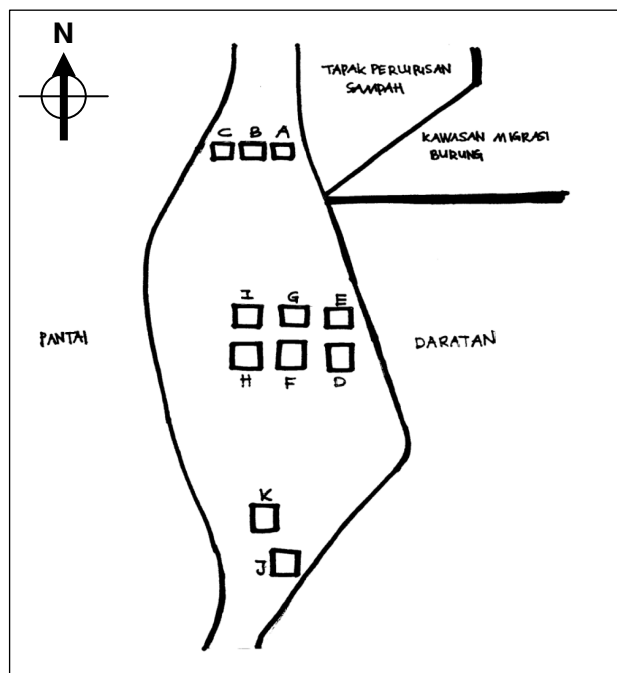 N
TAPAK PERLUPUSAN
SAMPAH
KAWASAN MIGRASI
BURUNG
C B A
I G E
PANTAI
DARATAN
H F D
K
J